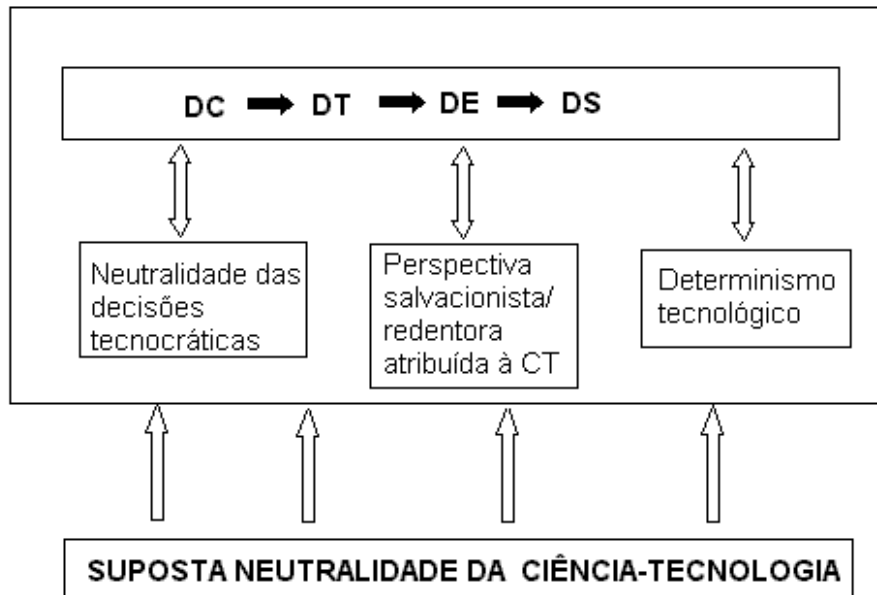 DC DT DE DS
Neutralidade das
decisões
tecnocráticas
Perspectiva
salvacionista/
redentora
atribuída à CT
Determinismo
tecnológico
SUPOSTA NEUTRALIDADE DA CIÊNCIA-TECNOLOGIA